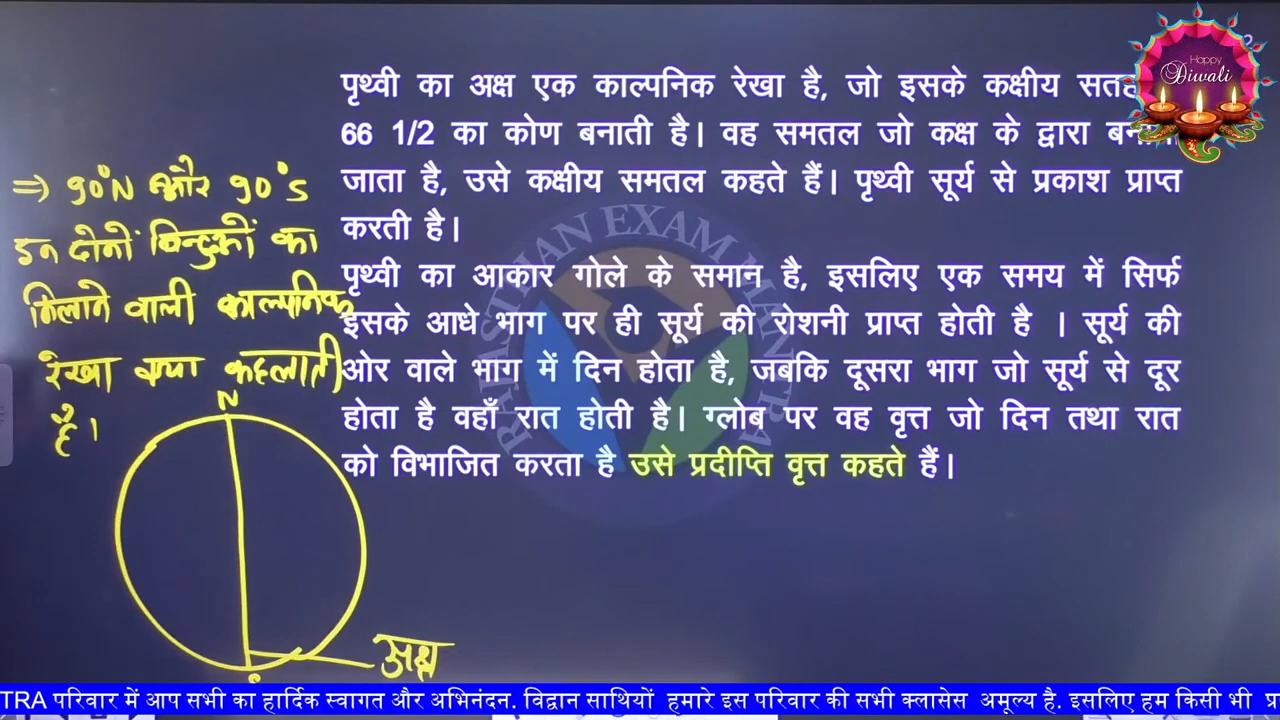 Happy
Diwali
पृथ्वी का अक्ष एक काल्पनिक रेखा है, जो इसके कक्षीय सतह
66 1/2 का कोण बनाती है। वह समतल जो कक्ष के द्वारा
जाता है, उसे कक्षीय समतल कहते हैं। पृथ्वी सूर्य से प्रकाश प्राप्त
करती है।
पृथ्वी का आकार गोले के समान है, इसलिए एक समय में सिर्फ
इसके आधे भाग पर ही सूर्य की रोशनी प्राप्त होती है । सूर्य की
ओर वाले भाग में दिन होता है, जबकि दूसरा भाग जो सूर्य से दूर
होता है वहाँ रात होती है। ग्लोब पर वह वृत्त जो दिन तथा रात
को विभाजित करता है उसे प्रदीप्ति वृत्त कहते हैं।
⇒ 90°N और 90°S
इन दोनों बिन्दुओं का
मिलाने वाली काल्पनिक
रेखा क्या कहलाती
है।
N
S
अक्ष
RAJASTHAN EXAM MANTRA
TRA परिवार में आप सभी का हार्दिक स्वागत और अभिनंदन. विद्वान साथियों हमारे इस परिवार की सभी क्लासेस अमूल्य है. इसलिए हम किसी भी प्र